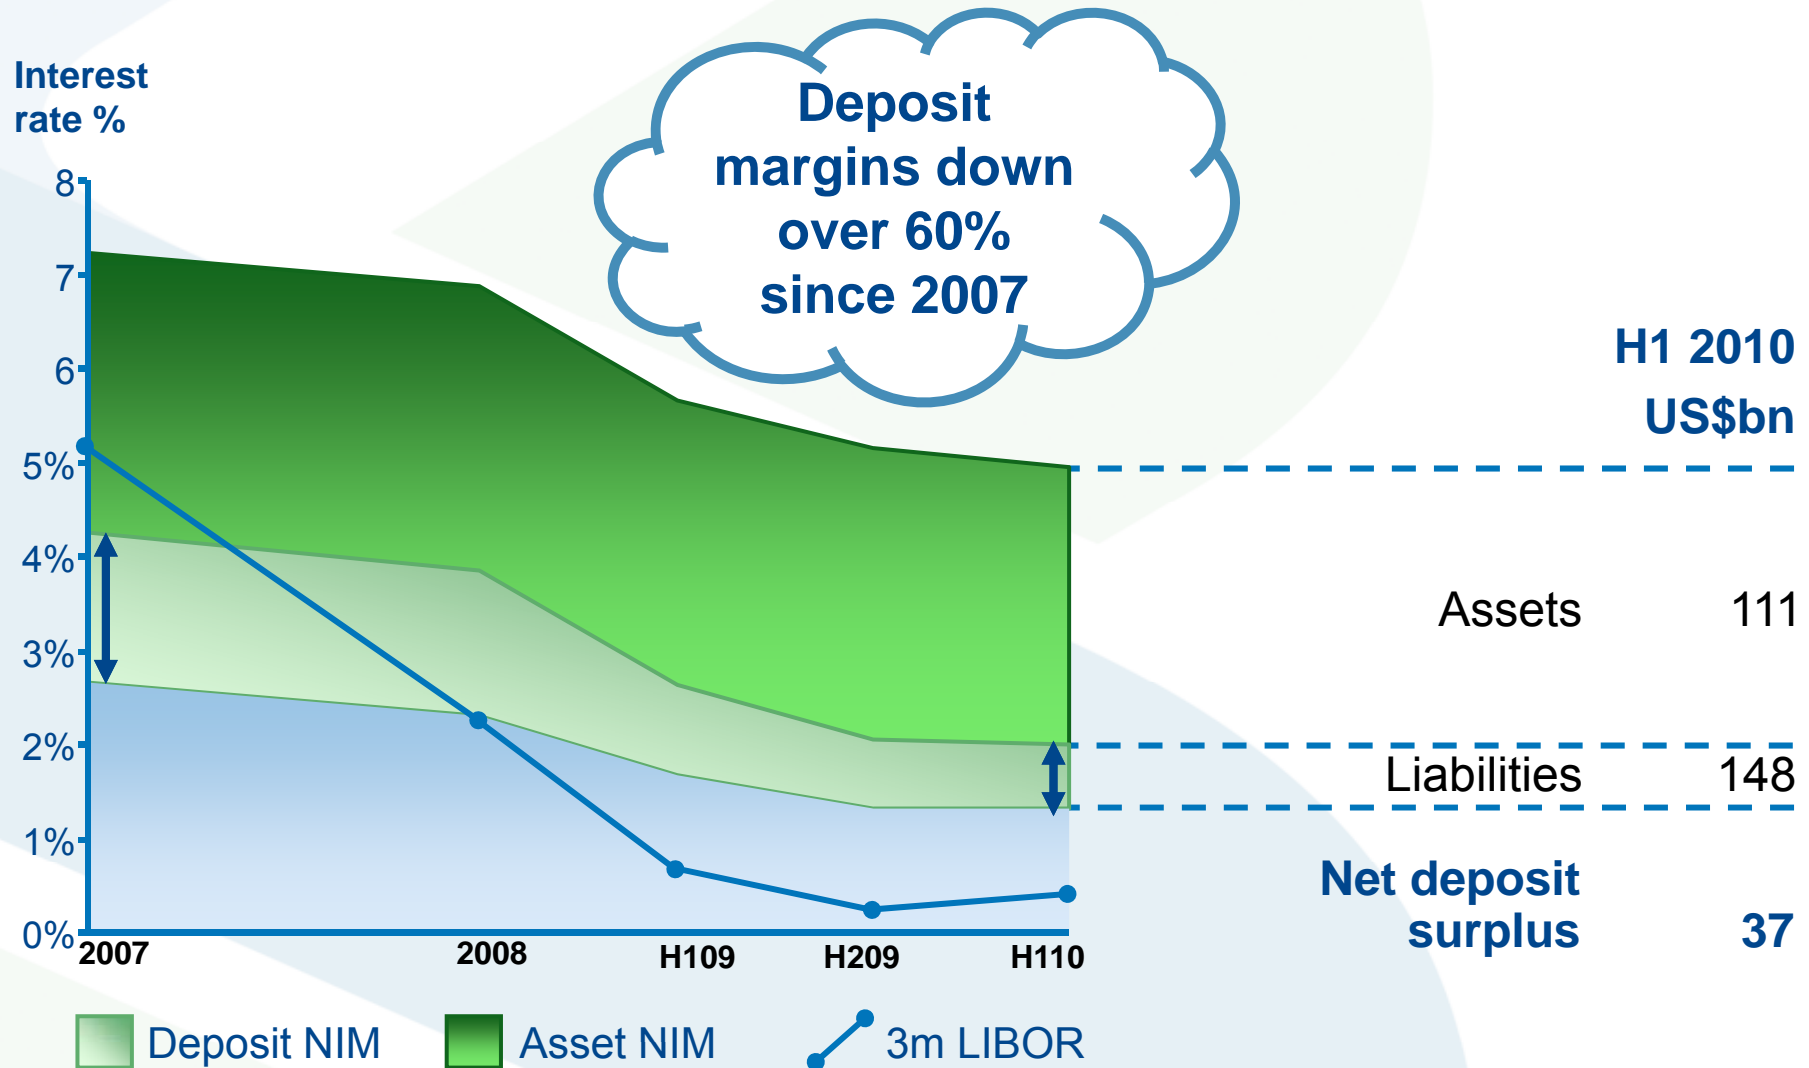 Interest
rate %
Deposit
margins down
over 60%
since 2007
8
7
6
5%
4%
3%
2%
1%
0%
2007 2008 H109 H209 H110
Deposit NIM Asset NIM 3m LIBOR
H1 2010
US$bn
Assets 111
Liabilities 148
Net deposit
surplus 37